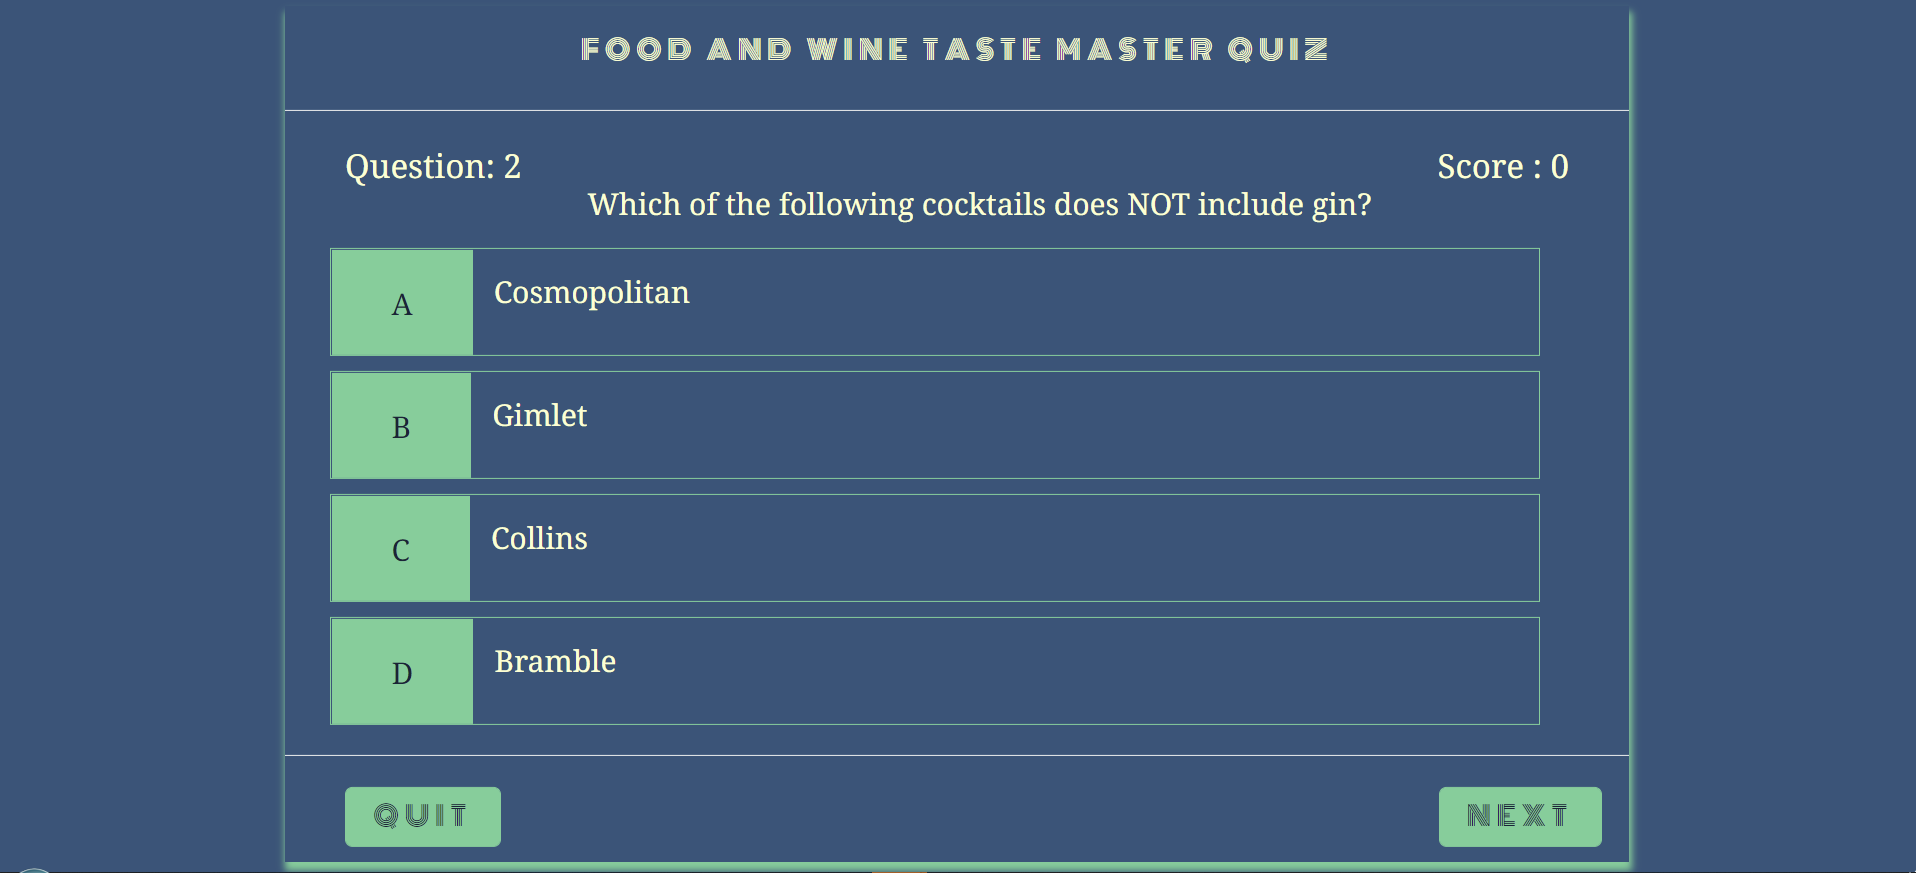 FOOD AND WINE TASTE MASTER QUIZ
Question: 2
Score : 0
Which of the following cocktails does NOT include gin?
A
Cosmopolitan
B
Gimlet
C
Collins
D
Bramble
QUIT
NEXT